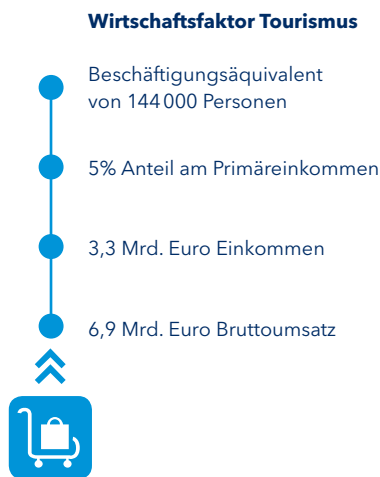 Wirtschaftsfaktor Tourismus
Beschäftigungsäquivalent
von 144 000 Personen
5% Anteil am Primäreinkommen
3,3 Mrd. Euro Einkommen
6,9 Mrd. Euro Bruttoumsatz